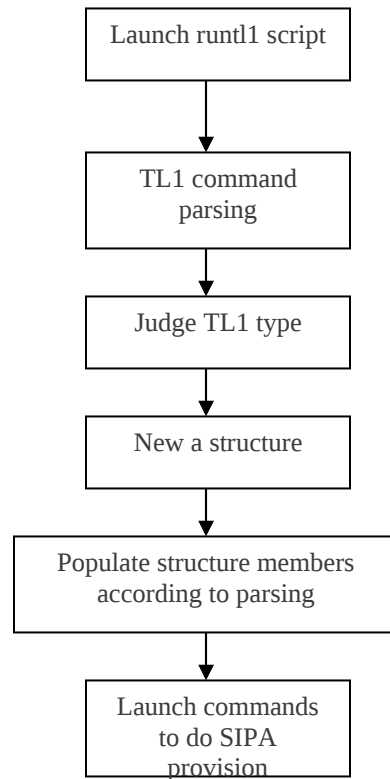 Launch runtl1 script
TL1 command
parsing
Judge TL1 type
New a structure
Populate structure members
according to parsing
Launch commands
to do SIPA
provision